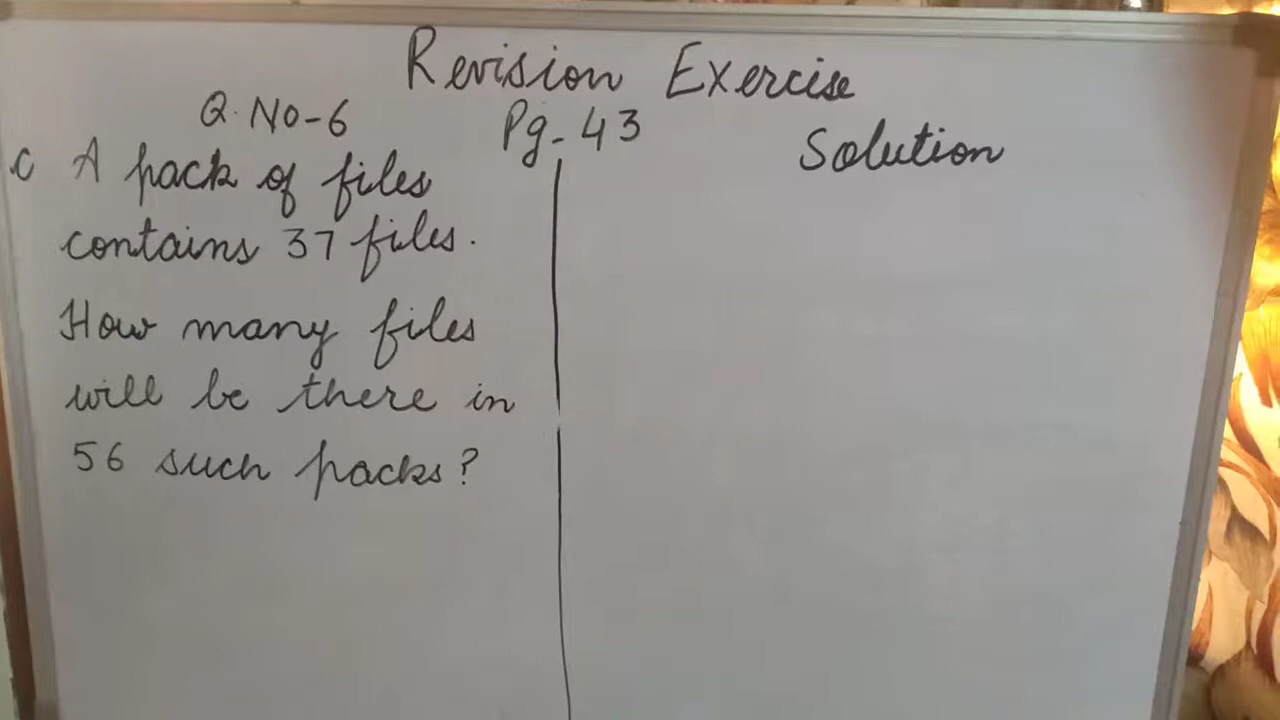 Revision Exercise
Q. No-6
Pg-43
Solution
c A pack of files
contains 37 files.
How many files
will be there in
56 such packs?